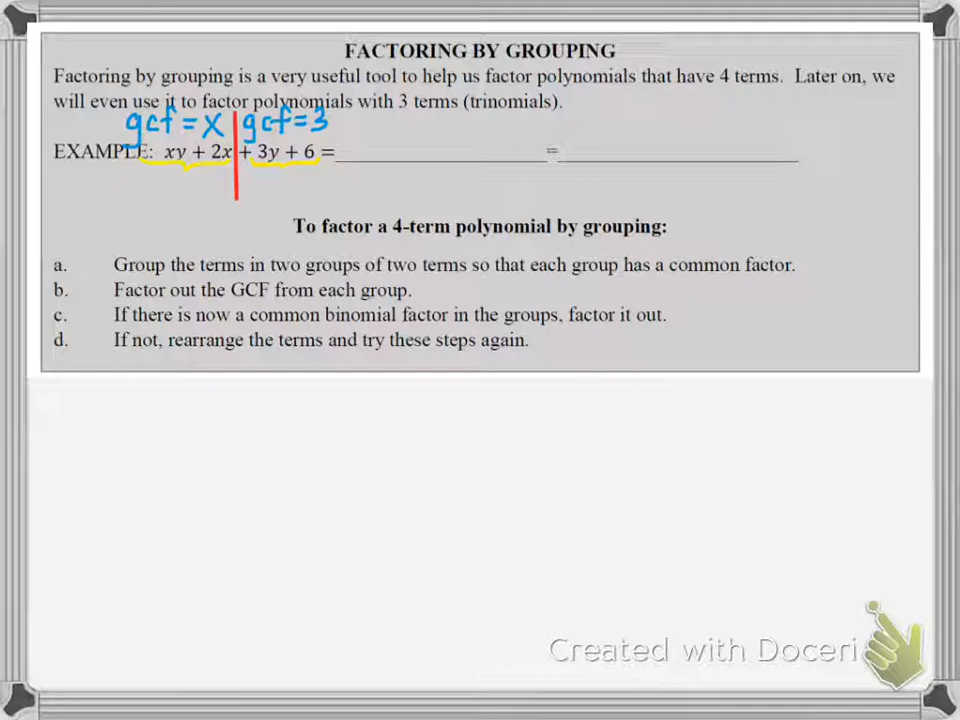 FACTORING BY GROUPING
Factoring by grouping is a very useful tool to help us factor polynomials that have 4 terms. Later on, we
will even use it to factor polynomials with 3 terms (trinomials).
gcf = x gcf = 3
EXAMPLE: xy + 2x + 3y + 6 =____________________ =____________________
To factor a 4-term polynomial by grouping:
a. Group the terms in two groups of two terms so that each group has a common factor.
b. Factor out the GCF from each group.
c. If there is now a common binomial factor in the groups, factor it out.
d. If not, rearrange the terms and try these steps again.
Created with Doceri